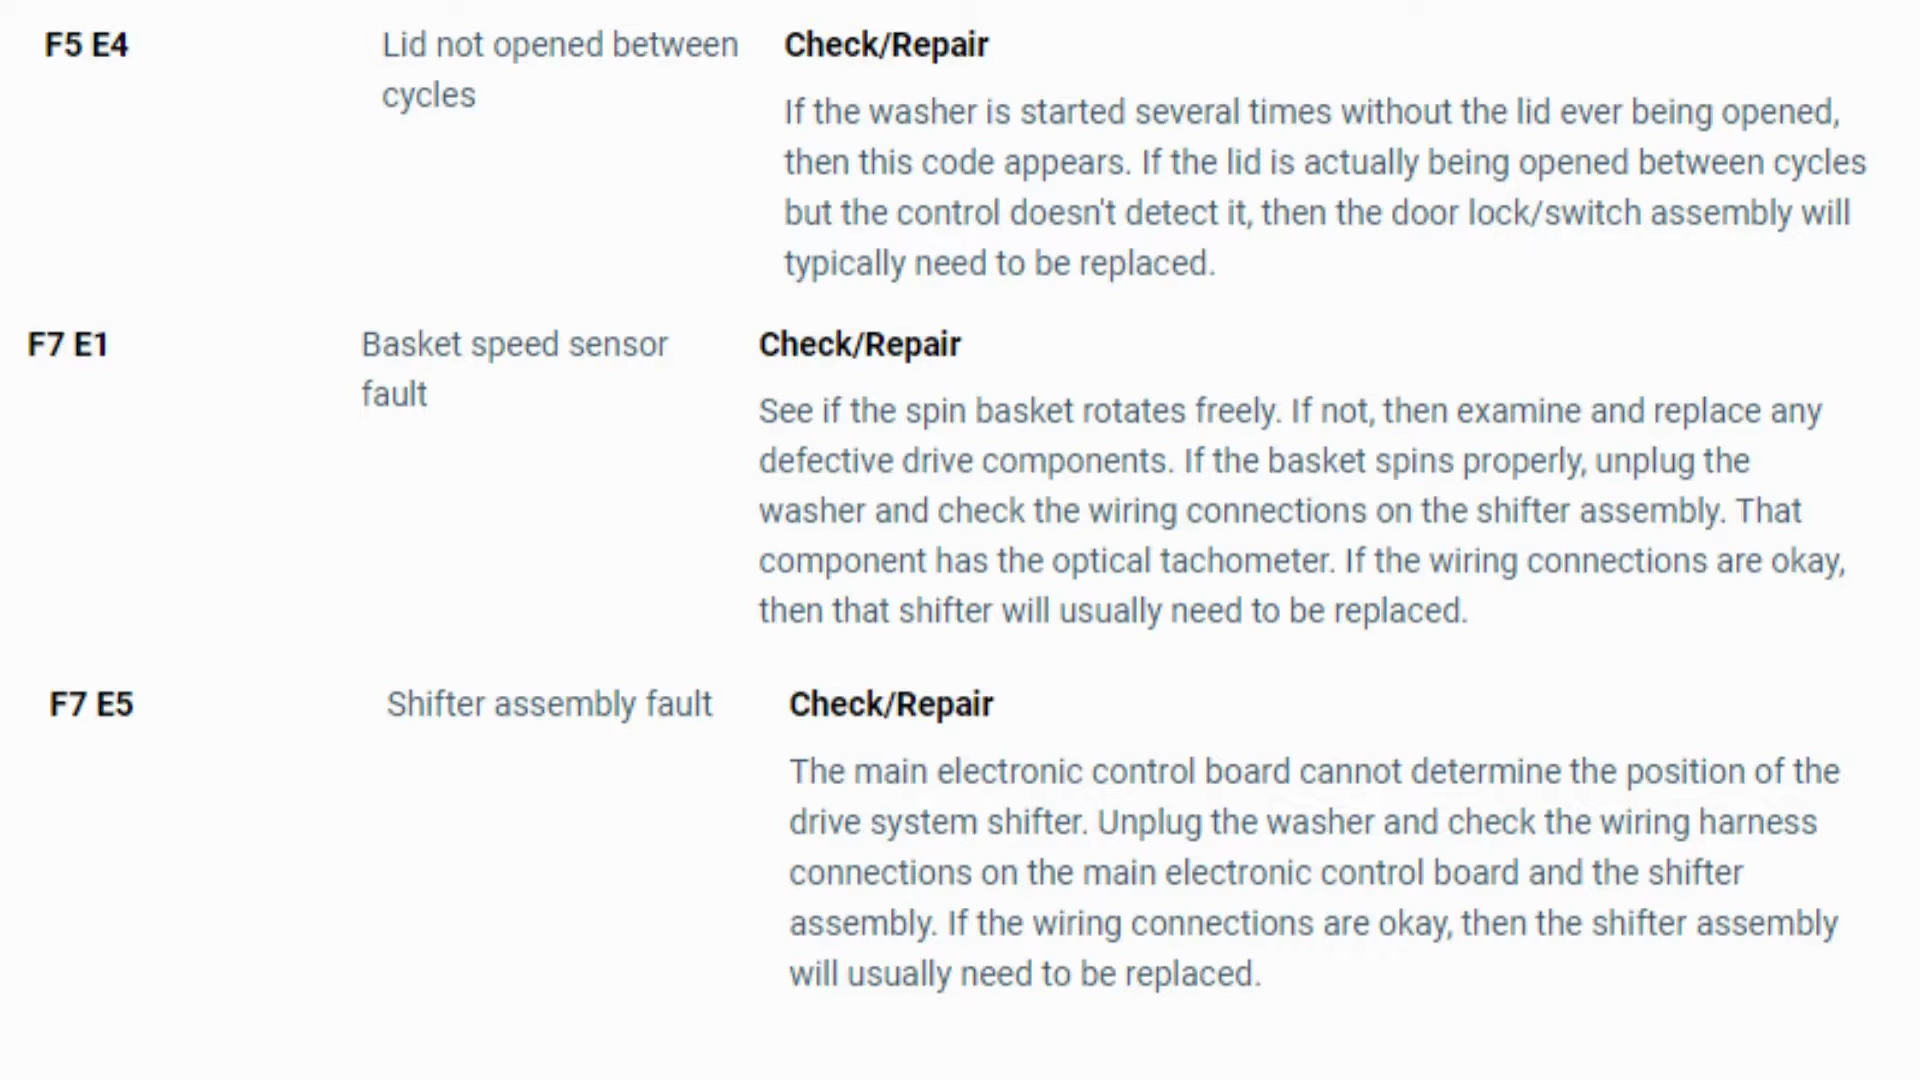 F5 E4 Lid not opened between Check/Repair
cycles
If the washer is started several times without the lid ever being opened,
then this code appears. If the lid is actually being opened between cycles
but the control doesn't detect it, then the door lock/switch assembly will
typically need to be replaced.
F7 E1 Basket speed sensor Check/Repair
fault
See if the spin basket rotates freely. If not, then examine and replace any
defective drive components. If the basket spins properly, unplug the
washer and check the wiring connections on the shifter assembly. That
component has the optical tachometer. If the wiring connections are okay,
then that shifter will usually need to be replaced.
F7 E5 Shifter assembly fault Check/Repair
The main electronic control board cannot determine the position of the
drive system shifter. Unplug the washer and check the wiring harness
connections on the main electronic control board and the shifter
assembly. If the wiring connections are okay, then the shifter assembly
will usually need to be replaced.